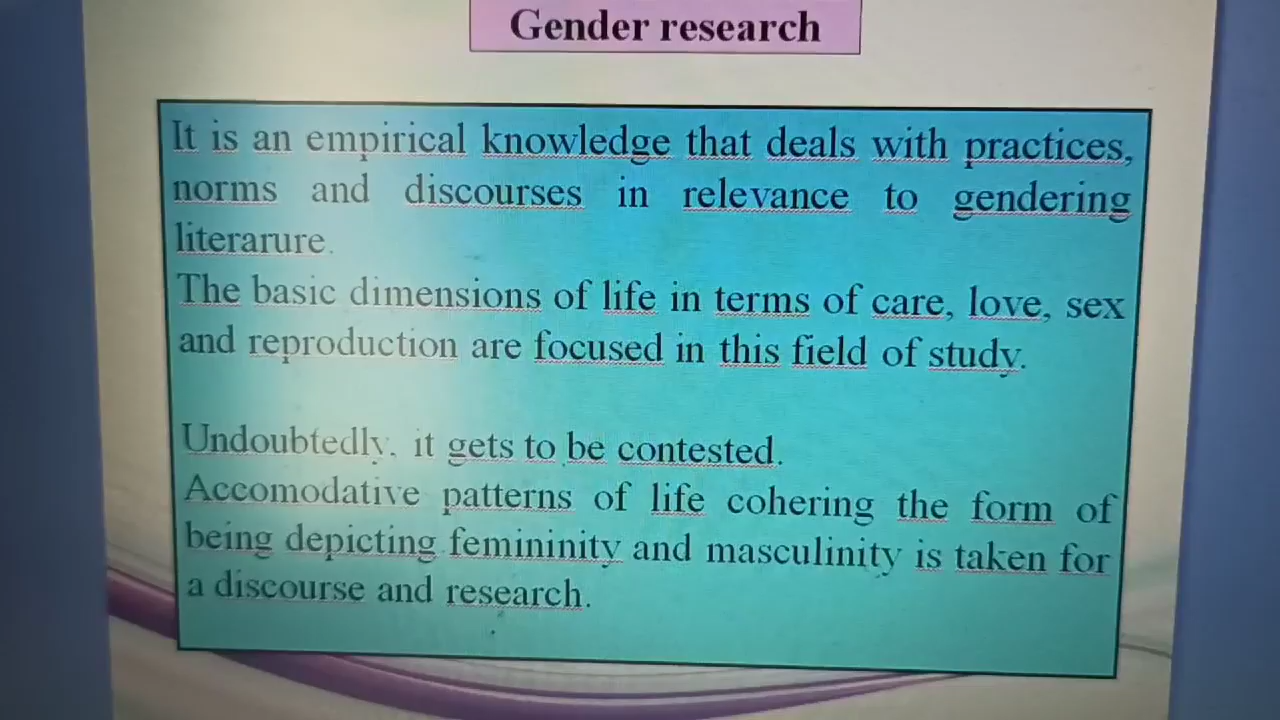 Gender research
It is an empirical knowledge that deals with practices,
norms and discourses in relevance to gendering
literarure.
The basic dimensions of life in terms of care, love, sex
and reproduction are focused in this field of study.
Undoubtedly, it gets to be contested.
Accomodative patterns of life cohering the form of
being depicting femininity and masculinity is taken for
a discourse and research.